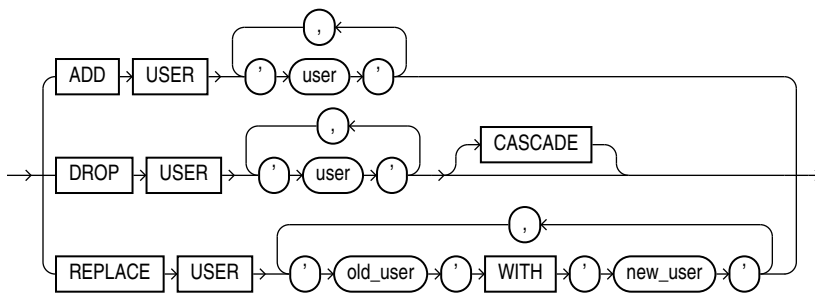 ,
ADD USER ' user '
,
DROP USER ' user ' CASCADE
,
REPLACE USER ' old_user ' WITH ' new_user '